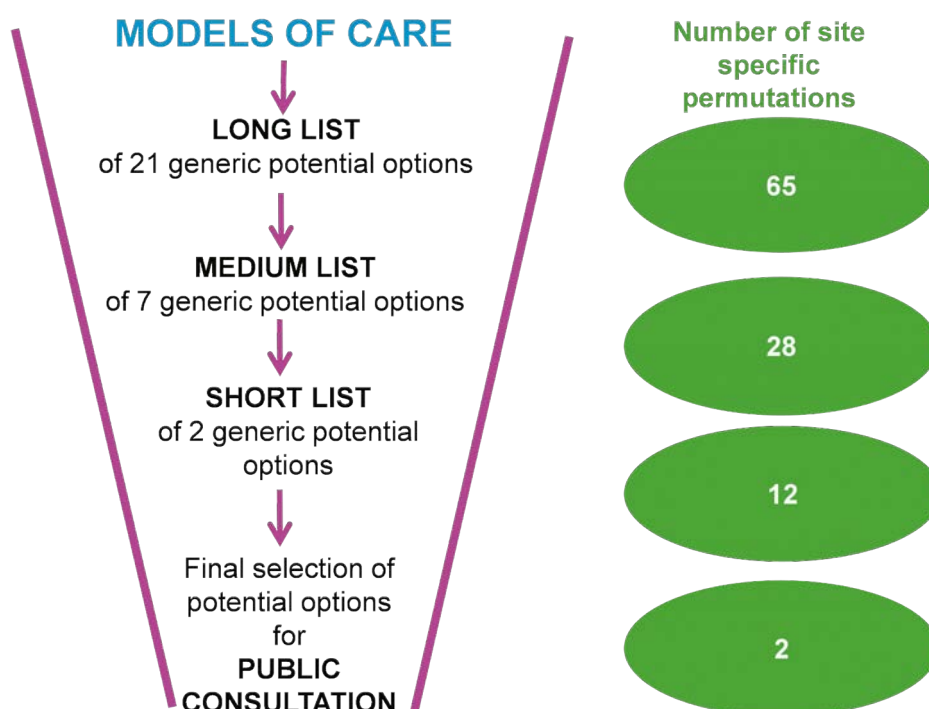 MODELS OF CARE
LONG LIST
of 21 generic potential options
MEDIUM LIST
of 7 generic potential options
SHORT LIST
of 2 generic potential
options
Final selection of
potential options
for
PUBLIC
CONSULTATION
Number of site
specific
permutations
65
28
12
2